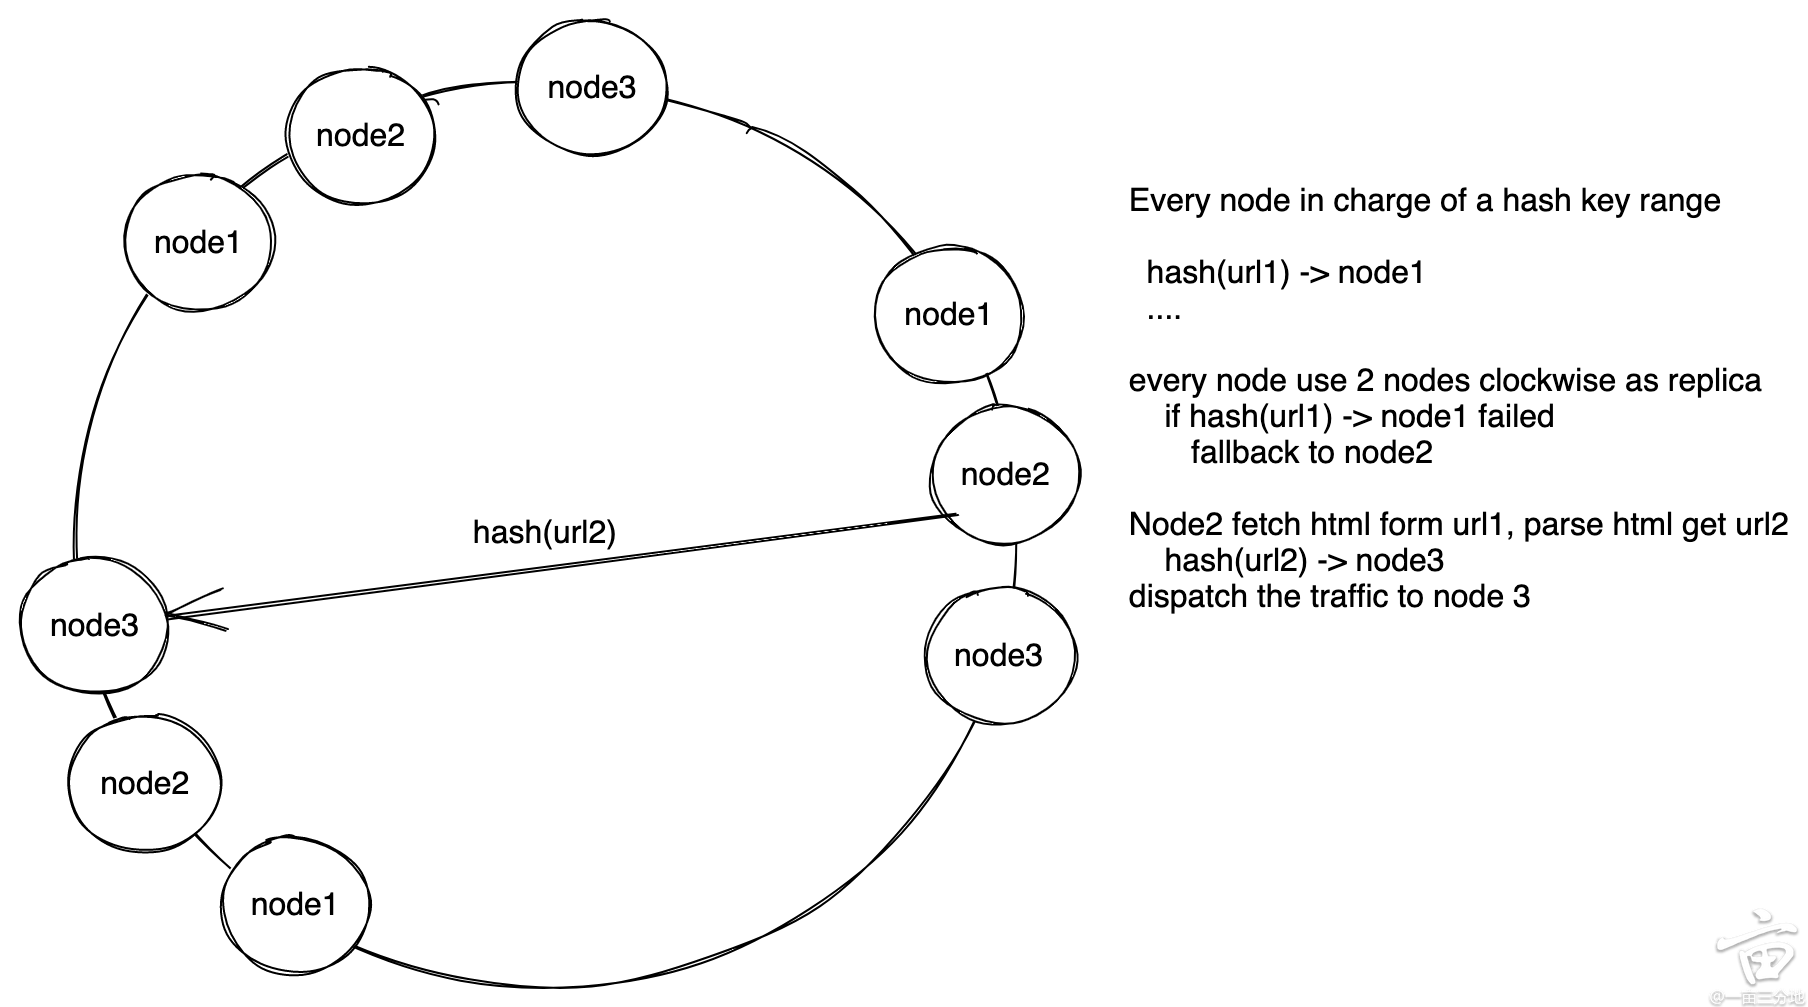 node3
node2
node1
node1
node2
hash(url2)
node3
node3
node2
node1
Every node in charge of a hash key range
hash(url1) -> node1
....
every node use 2 nodes clockwise as replica
if hash(url1) -> node1 failed
fallback to node2
Node2 fetch html form url1, parse html get url2
hash(url2) -> node3
dispatch the traffic to node 3
亩
@一亩三分地